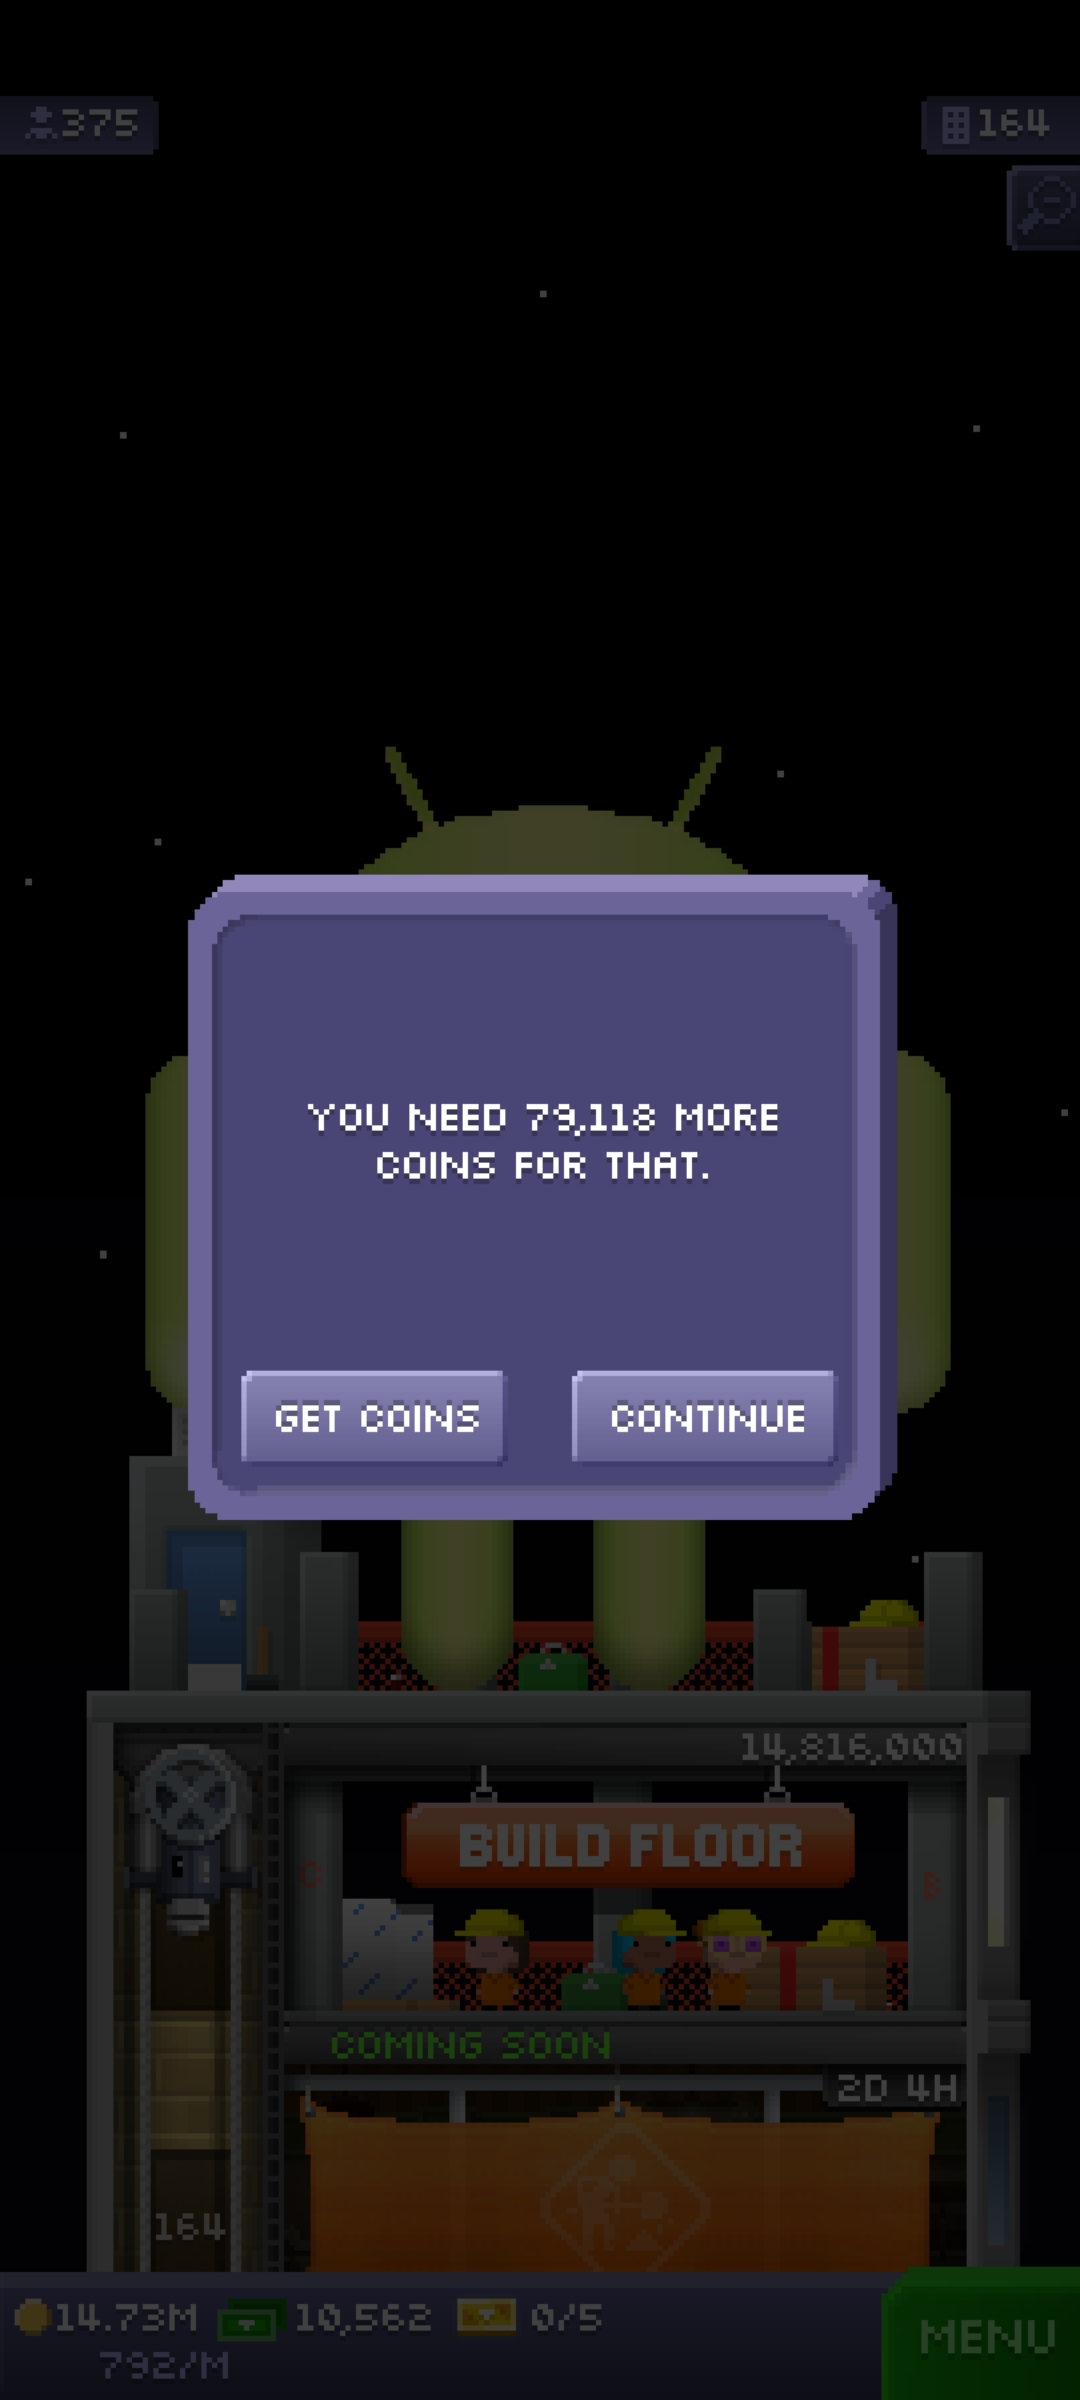 375
164
YOU NEED 79,118 MORE
COINS FOR THAT.
GET COINS
CONTINUE
14,816,000
BUILD FLOOR
C
B
COMING SOON
2D 4H
164
14.73M
10,562
0/5
792/M
MENU